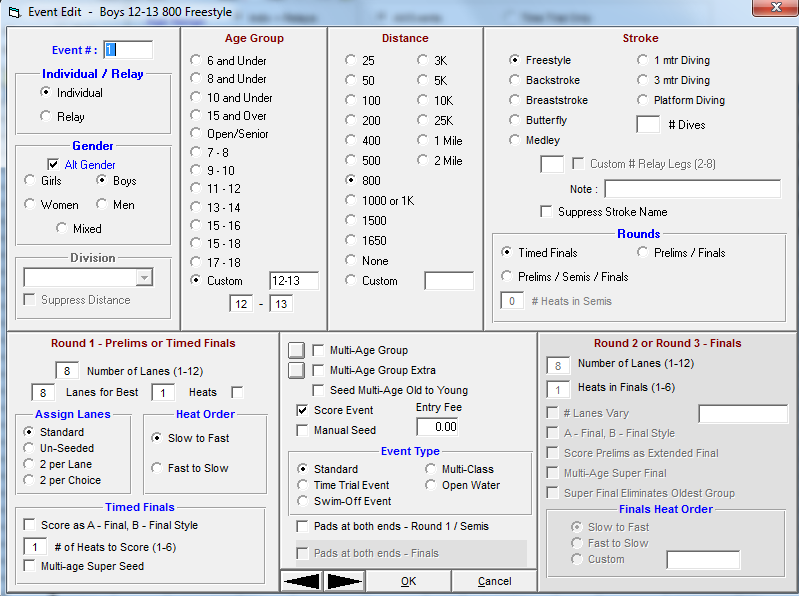 Event Edit - Boys 12-13 800 Freestyle
Event # : 1
Individual / Relay
Individual
Relay
Gender
Alt Gender
Girls Boys
Women Men
Mixed
Division
Suppress Distance
Age Group
6 and Under
8 and Under
10 and Under
15 and Over
Open/Senior
7 - 8
9 - 10
11 - 12
13 - 14
15 - 16
15 - 18
17 - 18
Custom 12-13
12 - 13
Distance
25 3K
50 5K
100 10K
200 25K
400 1 Mile
500 2 Mile
800
1000 or 1K
1500
1650
None
Custom
Stroke
Freestyle 1 mtr Diving
Backstroke 3 mtr Diving
Breaststroke Platform Diving
Butterfly # Dives
Medley
Custom # Relay Legs (2-8)
Note :
Suppress Stroke Name
Rounds
Timed Finals Prelims / Finals
Prelims / Semis / Finals
0 # Heats in Semis
Round 1 - Prelims or Timed Finals
8 Number of Lanes (1-12)
8 Lanes for Best 1 Heats
Assign Lanes
Standard
Un-Seeded
2 per Lane
2 per Choice
Heat Order
Slow to Fast
Fast to Slow
Timed Finals
Score as A - Final, B - Final Style
1 # of Heats to Score (1-6)
Multi-age Super Seed
Multi-Age Group
Multi-Age Group Extra
Seed Multi-Age Old to Young
Score Event Entry Fee
Manual Seed 0.00
Event Type
Standard Multi-Class
Time Trial Event Open Water
Swim-Off Event
Pads at both ends - Round 1 / Semis
Pads at both ends - Finals
OK Cancel
Round 2 or Round 3 - Finals
8 Number of Lanes (1-12)
1 Heats in Finals (1-6)
# Lanes Vary
A - Final, B - Final Style
Score Prelims as Extended Final
Multi-Age Super Final
Super Final Eliminates Oldest Group
Finals Heat Order
Slow to Fast
Fast to Slow
Custom